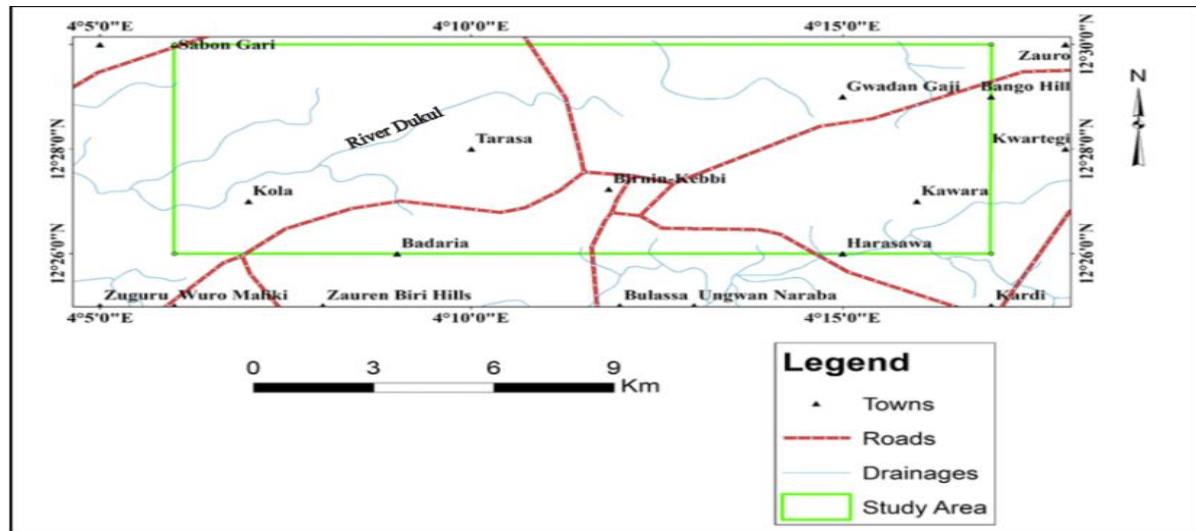 4°5'0"E 4°10'0"E 4°15'0"E
Sabon Gari
12°30'0"N
Zauro
N
Gwadan Gaji Bango Hill
River Dukul
12°28'0"N Tarasa Kwartegi 12°28'0"N
Birnin-Kebbi
Kola Kawara
Badaria Harasawa
12°26'0"N 12°26'0"N
Zuguru Wuro Maliki Zauren Biri Hills Bulassa Ungwan Naraba Kardi
4°5'0"E 4°10'0"E 4°15'0"E
0 3 6 9
Km
Legend
Towns
Roads
Drainages
Study Area